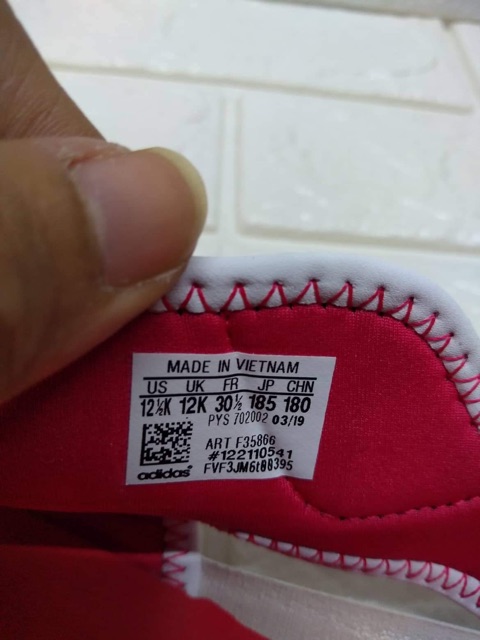 MADE IN VIETNAM
US UK FR JP CHN
12½K 12K 30½ 185 180
PYS 702002 03/19
ART F35866
#122110541
adidas